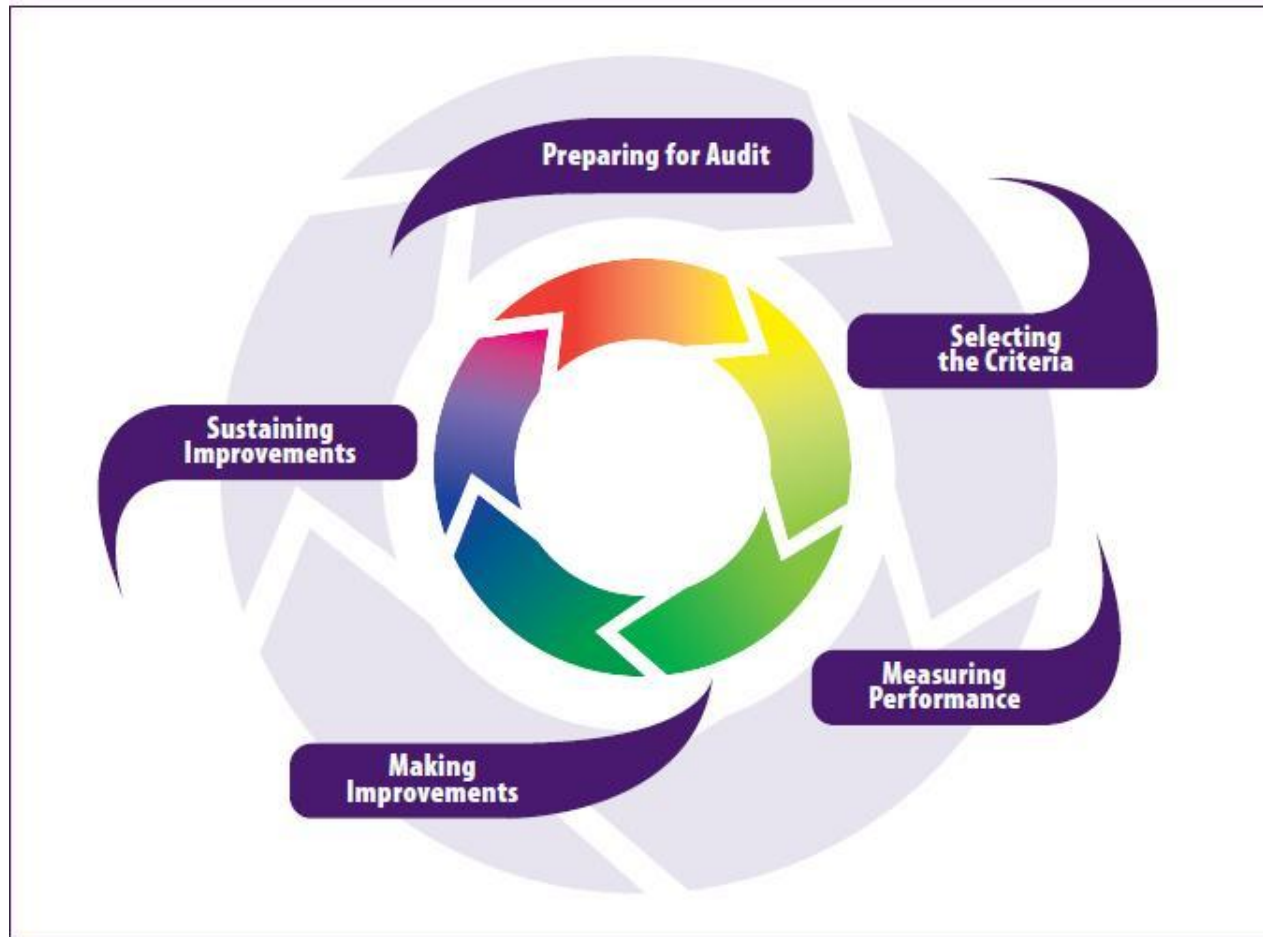 Preparing for Audit
Selecting
the Criteria
Measuring
Performance
Making
Improvements
Sustaining
Improvements